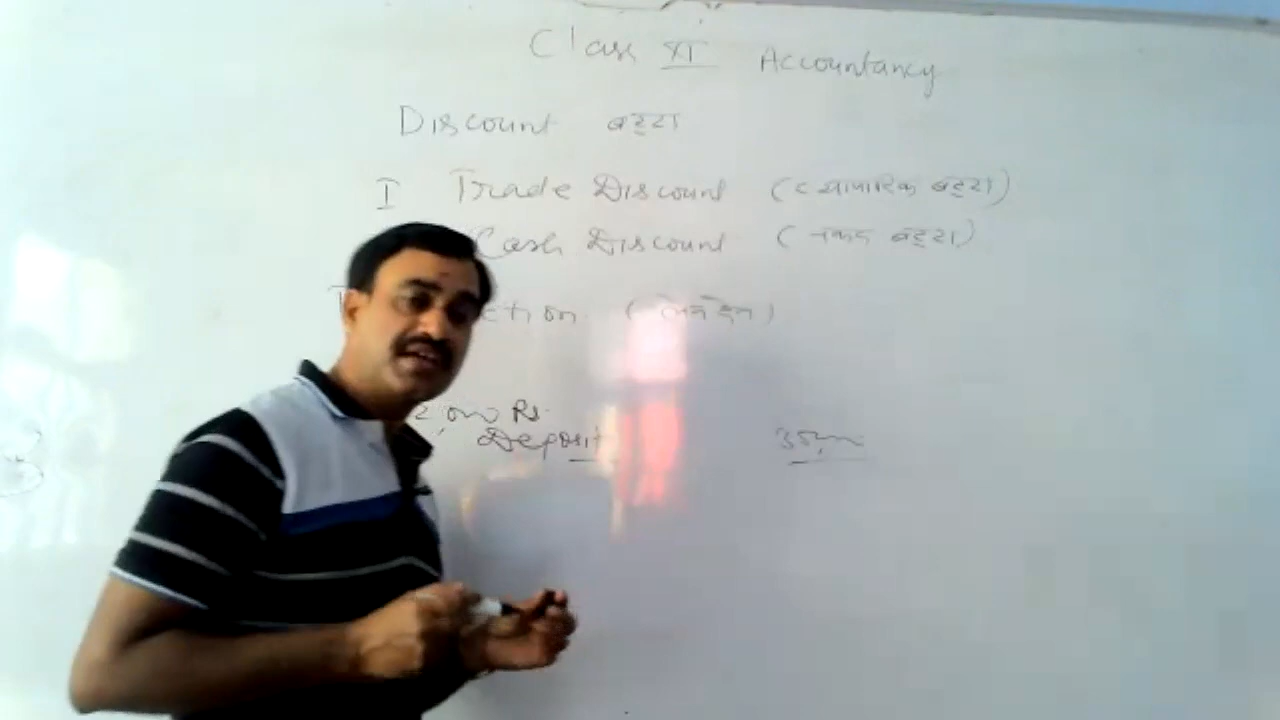 Class XI Accountancy
Discount बट्टा
I Trade Discount (व्यापारिक बट्टा)
Cash Discount (नकद बट्टा)
ction (लेनदेन)
Rs.
Deposit